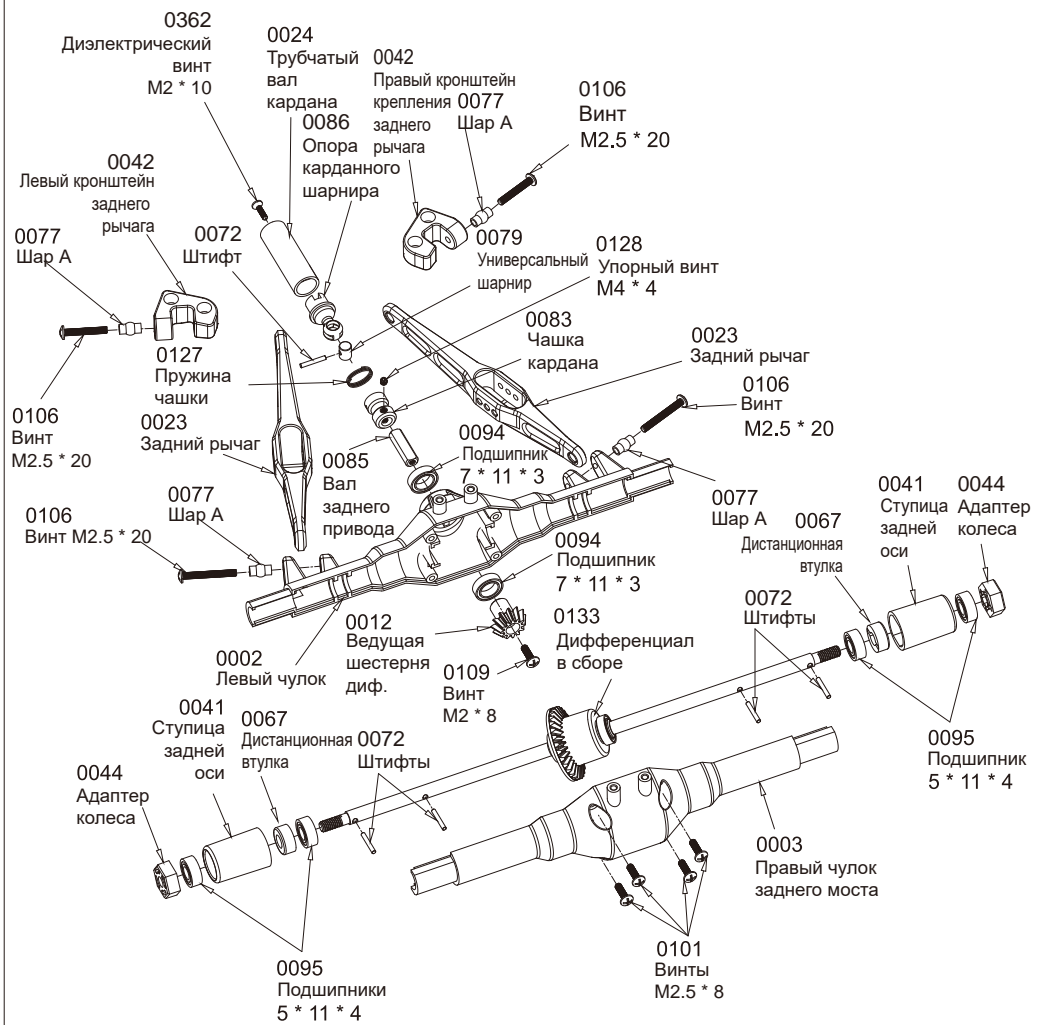 0362
Диэлектрический
винт
M2 * 10
0024
Трубчатый
вал
кардана
0042
Правый кронштейн
крепления
заднего
рычага
0077
Шар А
0106
Винт
M2.5 * 20
0086
Опора
карданного
шарнира
0042
Левый кронштейн
заднего
рычага
0077
Шар А
0072
Штифт
0079
Универсальный
шарнир
0128
Упорный винт
M4 * 4
0083
Чашка
кардана
0023
Задний рычаг
0127
Пружина
чашки
0106
Винт
M2.5 * 20
0106
Винт
M2.5 * 20
0023
Задний рычаг
0085
Вал
заднего
привода
0094
Подшипник
7 * 11 * 3
0077
Шар А
0106
Винт M2.5 * 20
0077
Шар А
0041
Ступица
задней
оси
0044
Адаптер
колеса
0067
Дистанционная
втулка
0094
Подшипник
7 * 11 * 3
0072
Штифты
0002
Левый чулок
0012
Ведущая
шестерня
диф.
0109
Винт
M2 * 8
0133
Дифференциал
в сборе
0041
Ступица
задней
оси
0067
Дистанционная
втулка
0072
Штифты
0044
Адаптер
колеса
0095
Подшипник
5 * 11 * 4
0003
Правый чулок
заднего моста
0101
Винты
M2.5 * 8
0095
Подшипники
5 * 11 * 4